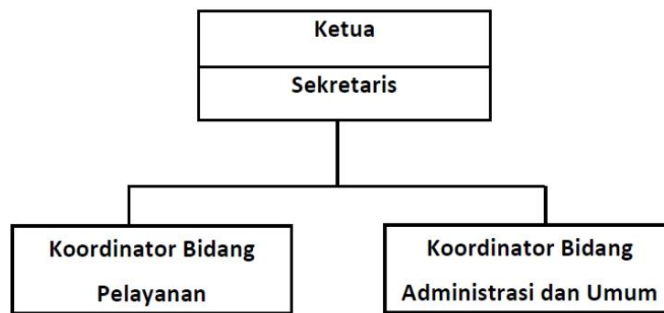 Ketua
Sekretaris
Koordinator Bidang
Pelayanan
Koordinator Bidang
Administrasi dan Umum